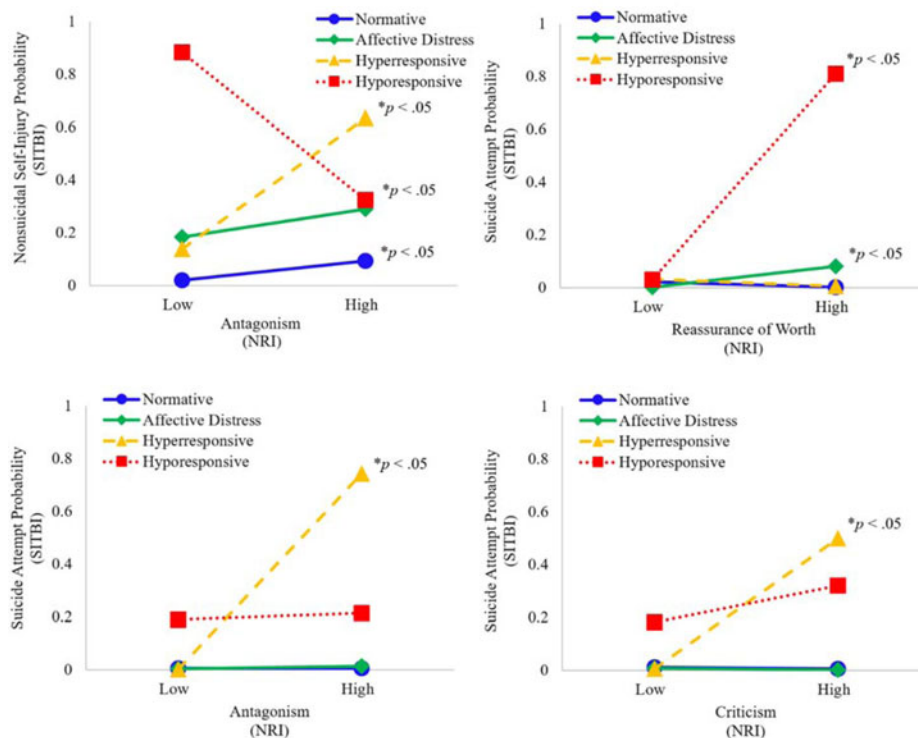 Nonsuicidal Self-Injury Probability
(SITBI)
1
0.8
0.6
0.4
0.2
0
Normative
Affective Distress
Hyperresponsive
Hyporesponsive
*p < .05
*p < .05
*p < .05
Low
High
Antagonism
(NRI)
Suicide Attempt Probability
(SITBI)
1
0.8
0.6
0.4
0.2
0
Normative
Affective Distress
Hyperresponsive
Hyporesponsive
*p < .05
*p < .05
Low
High
Reassurance of Worth
(NRI)
Suicide Attempt Probability
(SITBI)
1
0.8
0.6
0.4
0.2
0
Normative
Affective Distress
Hyperresponsive
Hyporesponsive
*p < .05
Low
High
Antagonism
(NRI)
Suicide Attempt Probability
(SITBI)
1
0.8
0.6
0.4
0.2
0
Normative
Affective Distress
Hyperresponsive
Hyporesponsive
*p < .05
Low
High
Criticism
(NRI)